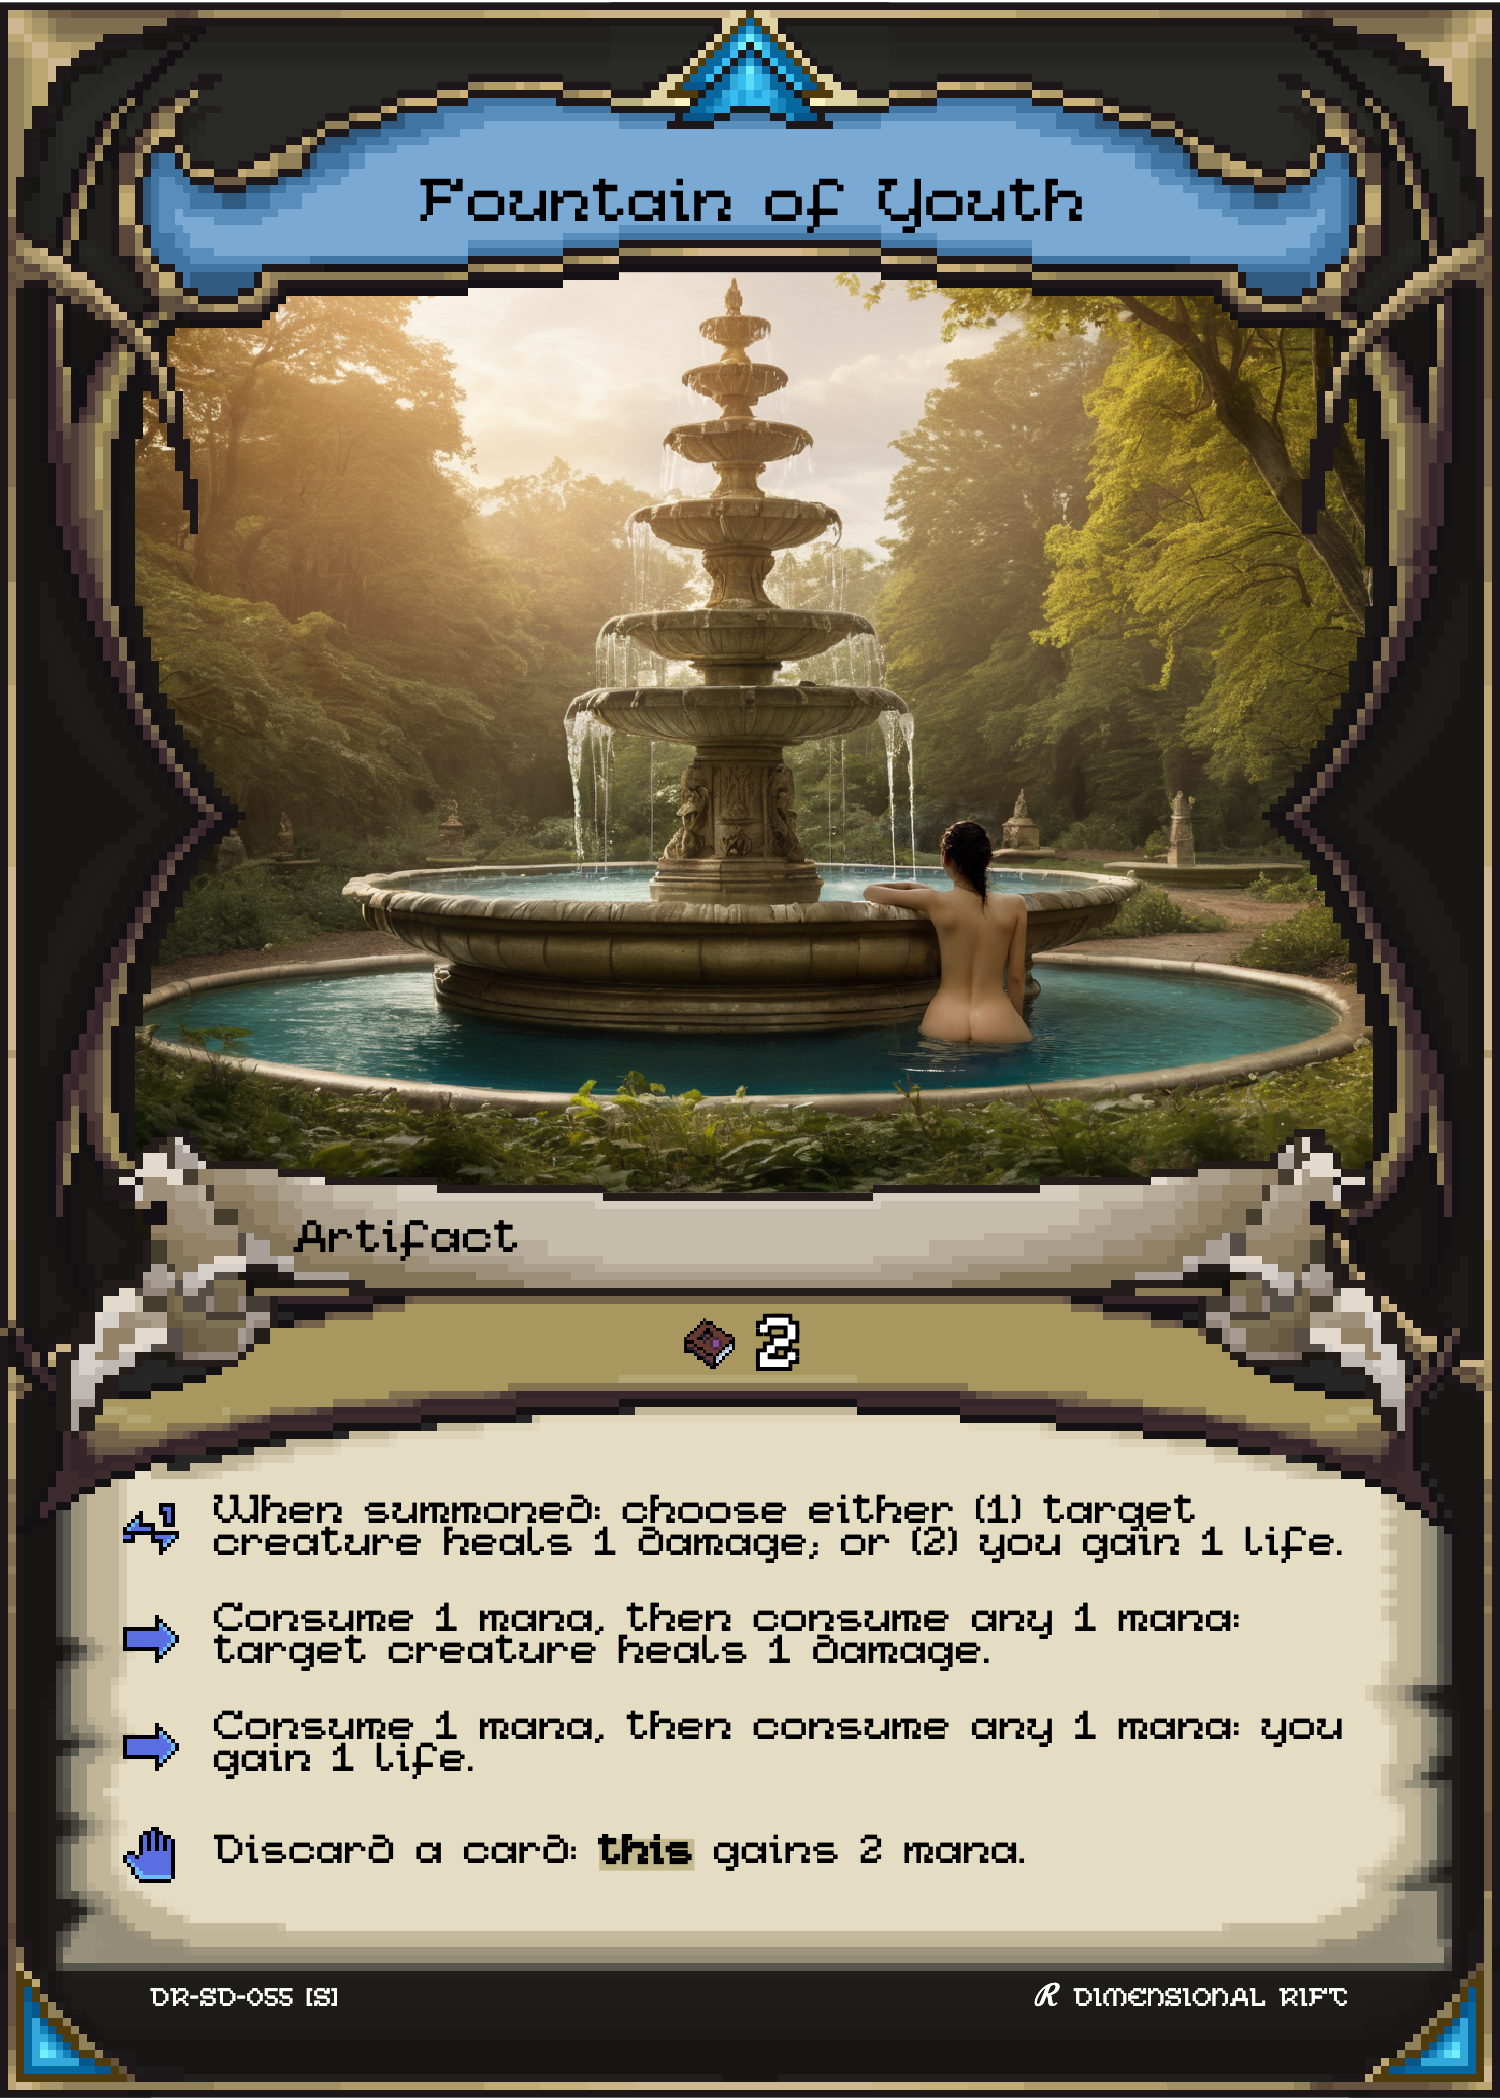 Fountain of Youth
Artifact
2
When summoned: choose either (1) target
creature heals 1 damage; or (2) you gain 1 life.
Consume 1 mana, then consume any 1 mana:
target creature heals 1 damage.
Consume 1 mana, then consume any 1 mana: you
gain 1 life.
Discard a card: this gains 2 mana.
DR-SD-055 [S]
R DIMENSIONAL RIFT